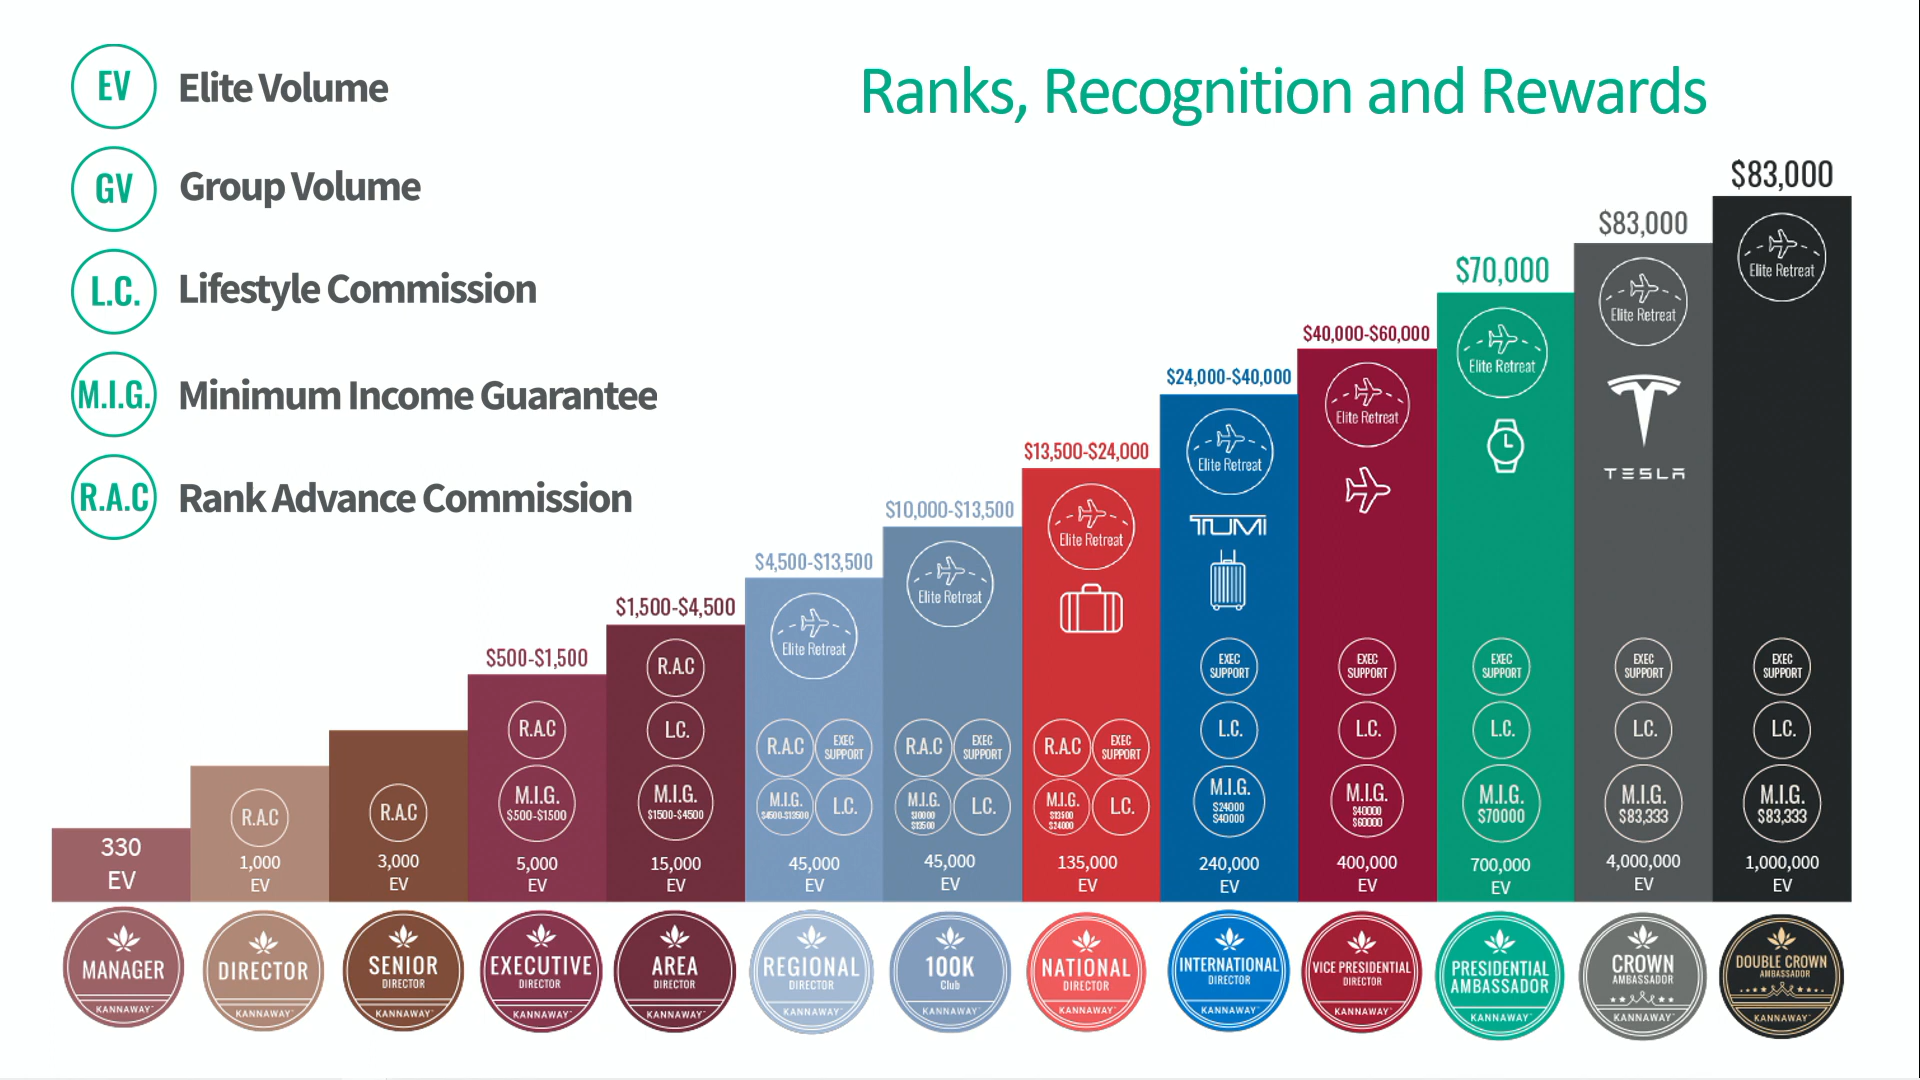 Ranks, Recognition and Rewards
EV Elite Volume
GV Group Volume
L.C. Lifestyle Commission
M.I.G. Minimum Income Guarantee
R.A.C Rank Advance Commission
330
EV
MANAGER
KANNAWAY
R.A.C
1,000
EV
DIRECTOR
KANNAWAY
R.A.C
3,000
EV
SENIOR
DIRECTOR
KANNAWAY
$500-$1,500
R.A.C
M.I.G.
$500-$1500
5,000
EV
EXECUTIVE
DIRECTOR
KANNAWAY
$1,500-$4,500
R.A.C
L.C.
M.I.G.
$1500-$4500
15,000
EV
AREA
DIRECTOR
KANNAWAY
$4,500-$13,500
Elite Retreat
R.A.C
EXEC
SUPPORT
M.I.G.
$4500-$13500
L.C.
45,000
EV
REGIONAL
DIRECTOR
KANNAWAY
$10,000-$13,500
Elite Retreat
R.A.C
EXEC
SUPPORT
M.I.G.
$10000
$13500
L.C.
45,000
EV
100K
Club
KANNAWAY
$13,500-$24,000
Elite Retreat
R.A.C
EXEC
SUPPORT
M.I.G.
$13500
$24000
L.C.
135,000
EV
NATIONAL
DIRECTOR
KANNAWAY
$24,000-$40,000
Elite Retreat
TUMI
EXEC
SUPPORT
L.C.
M.I.G.
$24000
$40000
240,000
EV
INTERNATIONAL
DIRECTOR
KANNAWAY
$40,000-$60,000
Elite Retreat
EXEC
SUPPORT
L.C.
M.I.G.
$40000
$60000
400,000
EV
VICE PRESIDENTIAL
DIRECTOR
KANNAWAY
$70,000
Elite Retreat
EXEC
SUPPORT
L.C.
M.I.G.
$70000
700,000
EV
PRESIDENTIAL
AMBASSADOR
KANNAWAY
$83,000
Elite Retreat
TESLA
EXEC
SUPPORT
L.C.
M.I.G.
$83,333
4,000,000
EV
CROWN
AMBASSADOR
KANNAWAY
$83,000
Elite Retreat
EXEC
SUPPORT
L.C.
M.I.G.
$83,333
1,000,000
EV
DOUBLE CROWN
AMBASSADOR
KANNAWAY